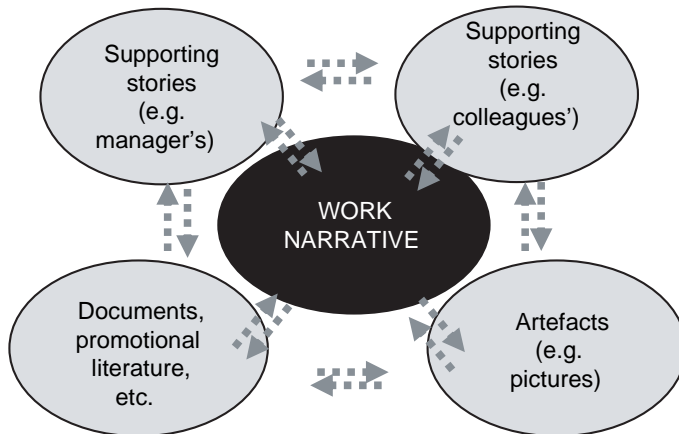 Supporting
stories
(e.g.
manager's)
Supporting
stories
(e.g.
colleagues')
WORK
NARRATIVE
Documents,
promotional
literature,
etc.
Artefacts
(e.g.
pictures)